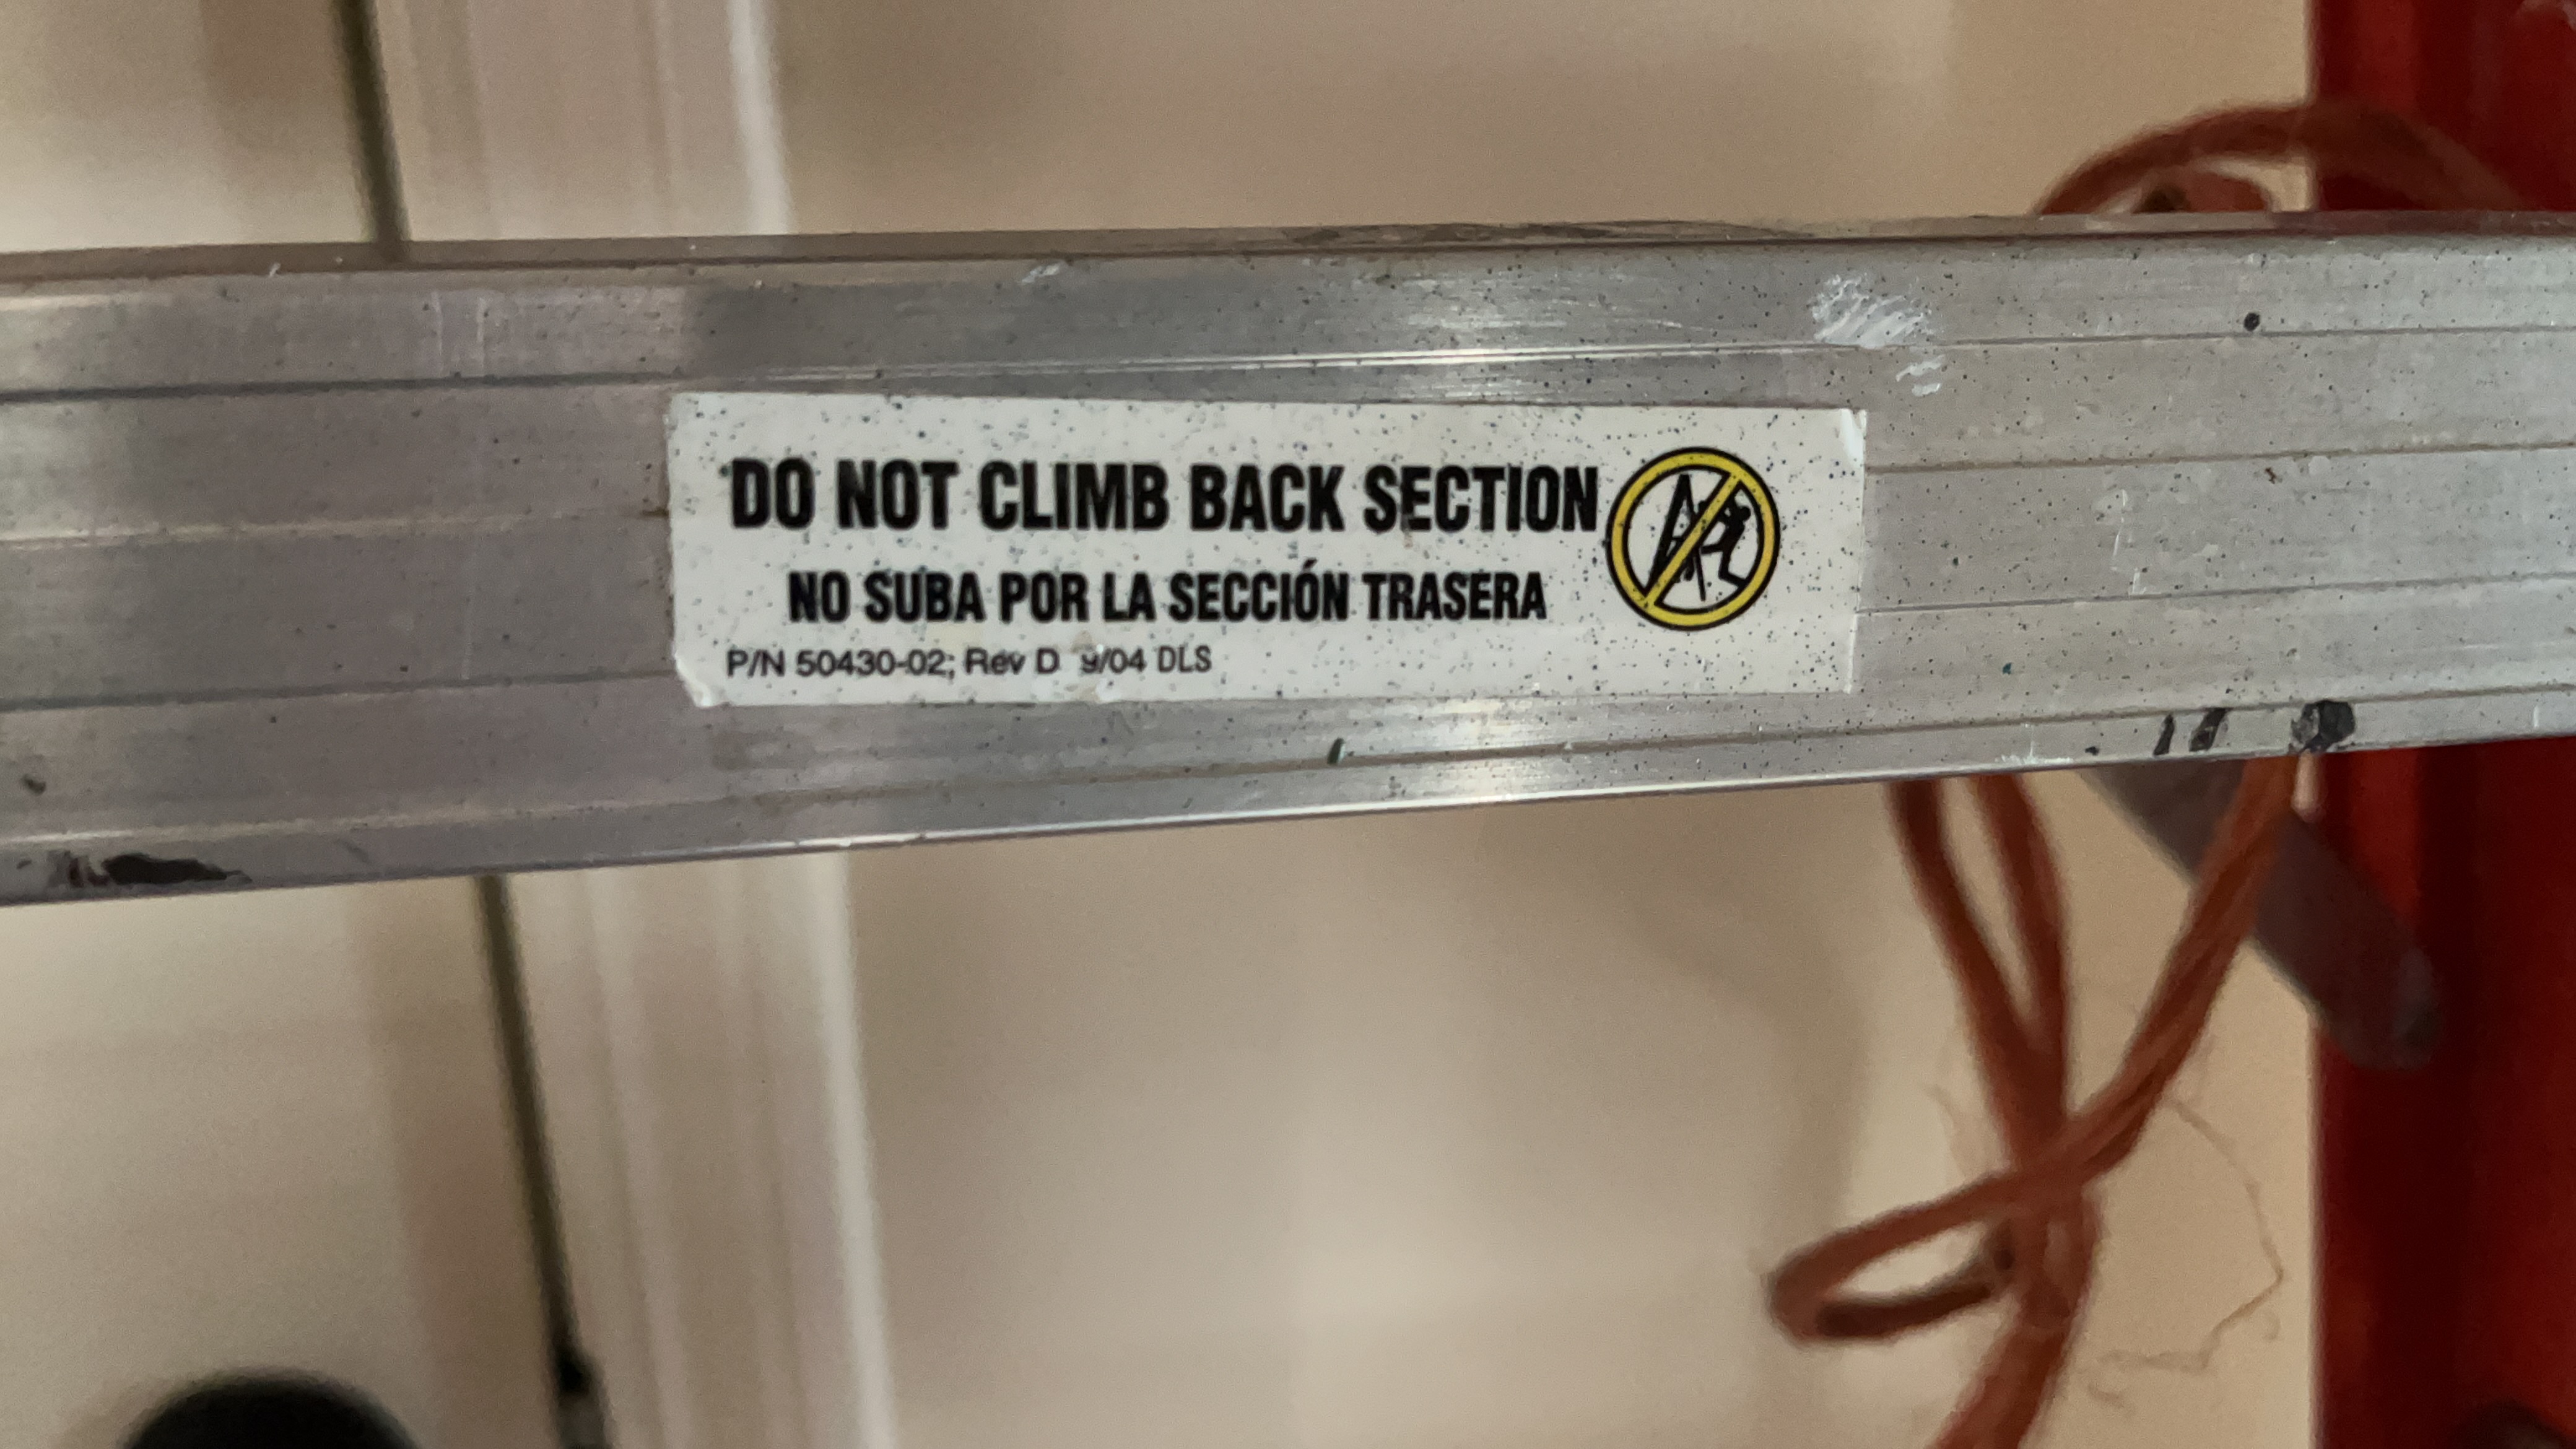 DO NOT CLIMB BACK SECTION
NO SUBA POR LA SECCIÓN TRASERA
P/N 50430-02; Rev D 9/04 DLS